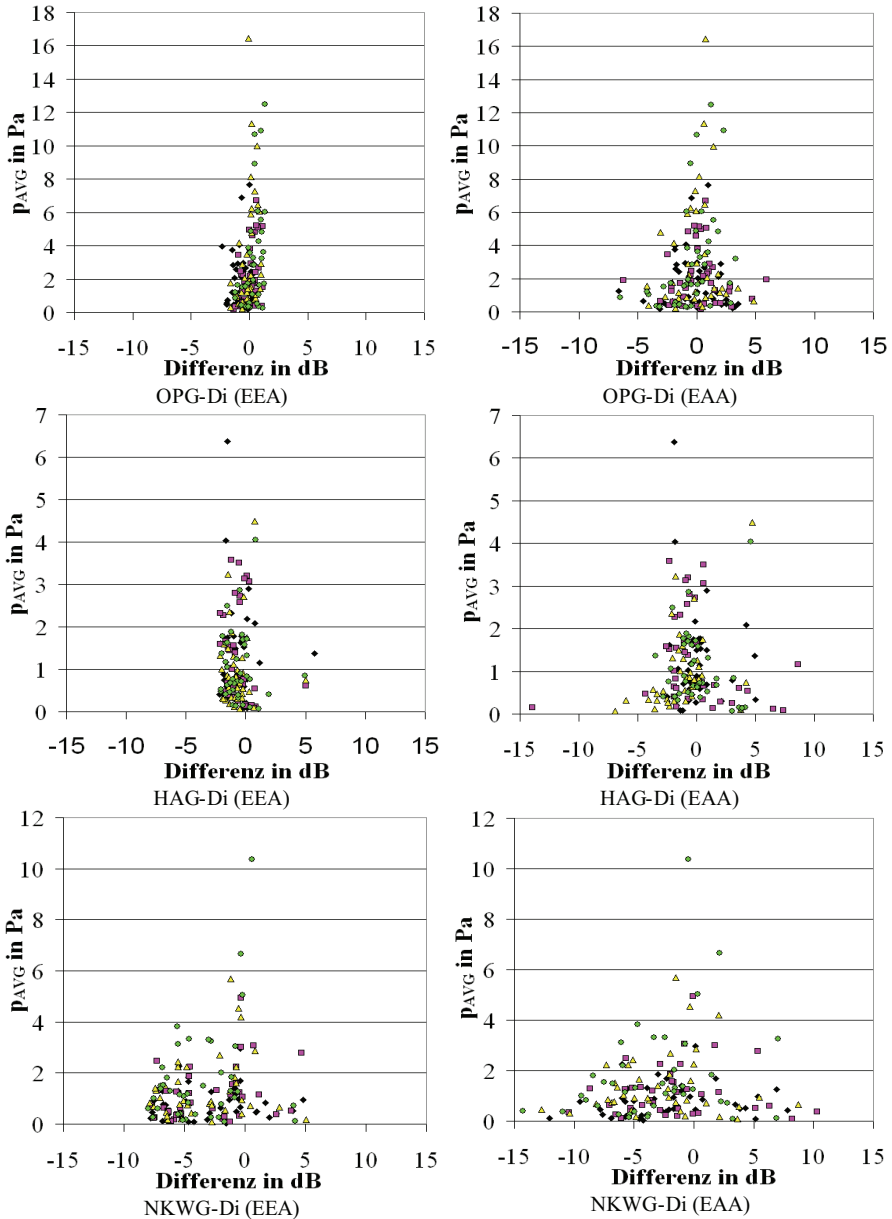 18
16
14
12
10
8
6
4
2
0
pAVG in Pa
-15 -10 -5 0 5 10 15
Differenz in dB
OPG-Di (EEA)
18
16
14
12
10
8
6
4
2
0
pAVG in Pa
-15 -10 -5 0 5 10 15
Differenz in dB
OPG-Di (EAA)
7
6
5
4
3
2
1
0
pAVG in Pa
-15 -10 -5 0 5 10 15
Differenz in dB
HAG-Di (EEA)
7
6
5
4
3
2
1
0
pAVG in Pa
-15 -10 -5 0 5 10 15
Differenz in dB
HAG-Di (EAA)
12
10
8
6
4
2
0
pAVG in Pa
-15 -10 -5 0 5 10 15
Differenz in dB
NKWG-Di (EEA)
12
10
8
6
4
2
0
pAVG in Pa
-15 -10 -5 0 5 10 15
Differenz in dB
NKWG-Di (EAA)